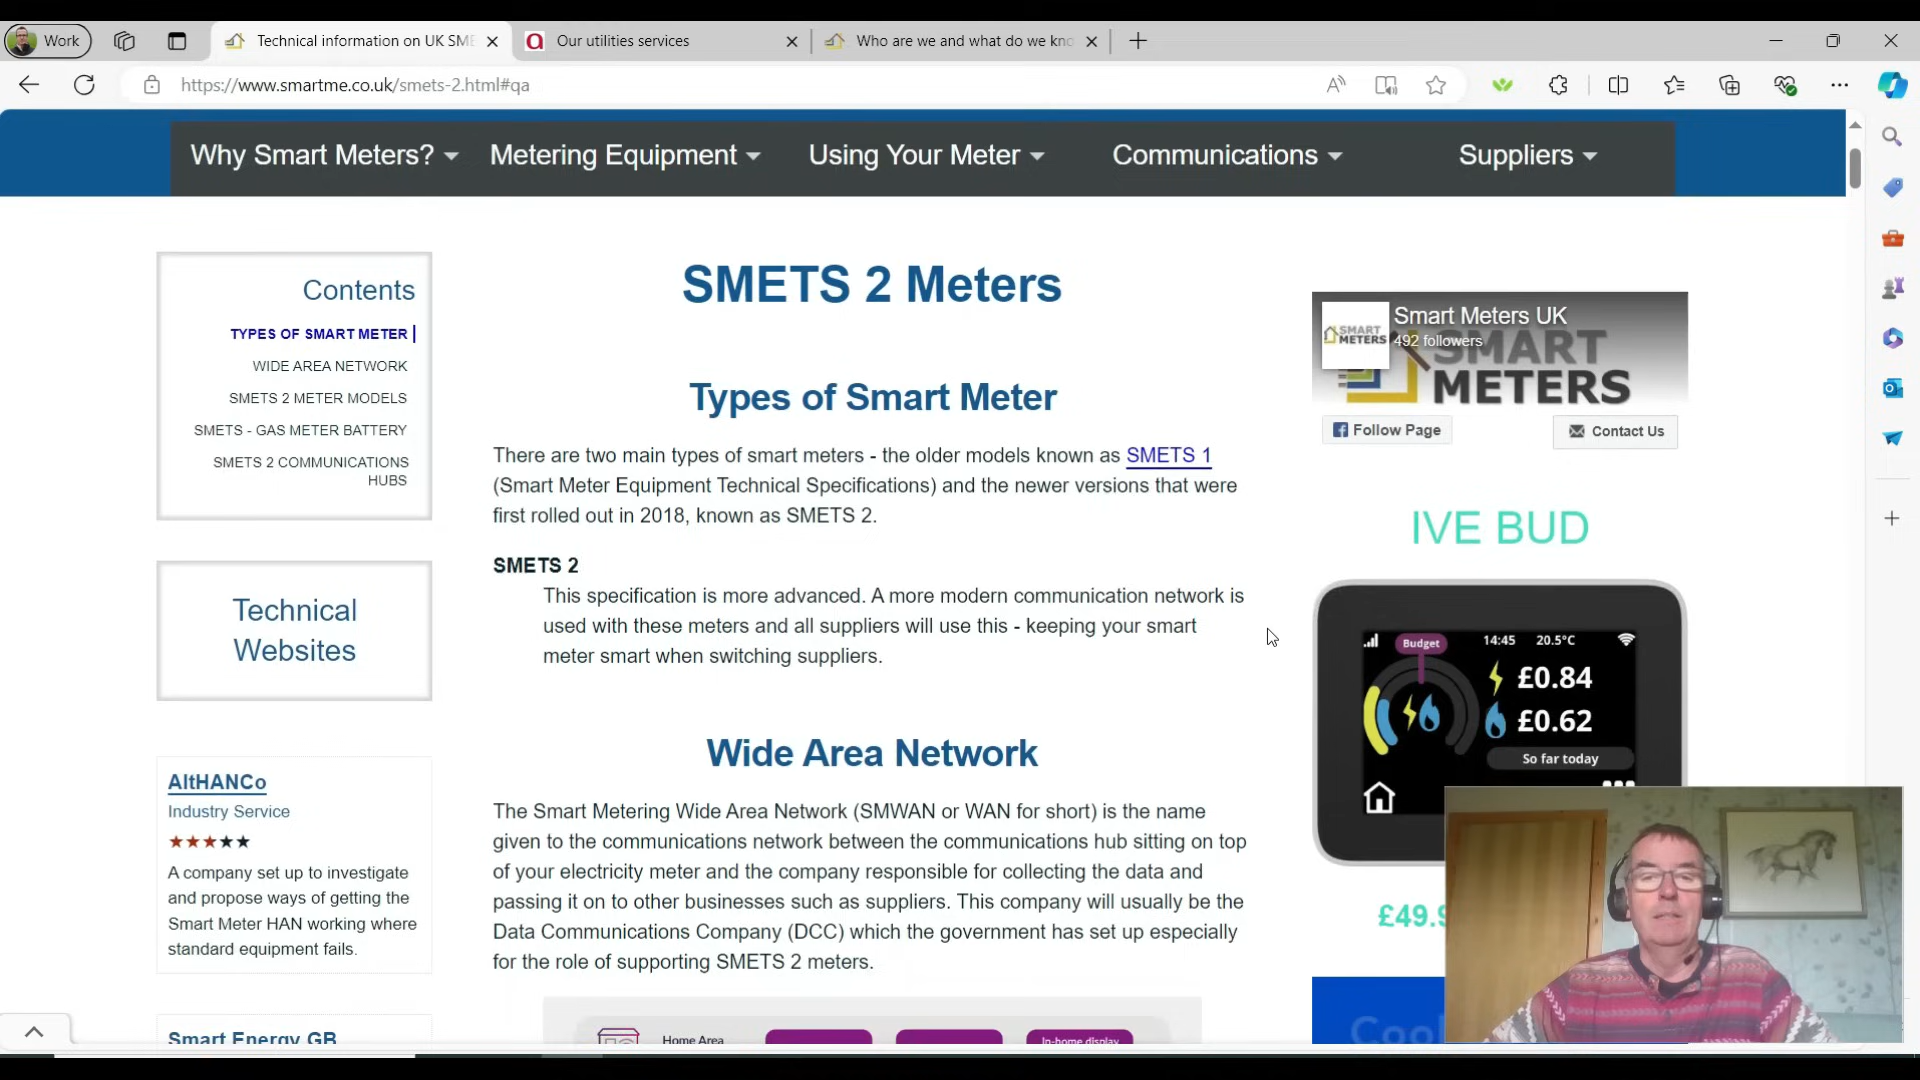 Work
Technical information on UK SME
Our utilities services
Who are we and what do we kno
https://www.smartme.co.uk/smets-2.html#qa
Why Smart Meters?
Metering Equipment
Using Your Meter
Communications
Suppliers
Contents
TYPES OF SMART METER
WIDE AREA NETWORK
SMETS 2 METER MODELS
SMETS - GAS METER BATTERY
SMETS 2 COMMUNICATIONS
HUBS
Technical
Websites
AltHANCo
Industry Service
★★★★★
A company set up to investigate
and propose ways of getting the
Smart Meter HAN working where
standard equipment fails.
Smart Energy GB
SMETS 2 Meters
Types of Smart Meter
There are two main types of smart meters - the older models known as SMETS 1
(Smart Meter Equipment Technical Specifications) and the newer versions that were
first rolled out in 2018, known as SMETS 2.
SMETS 2
This specification is more advanced. A more modern communication network is
used with these meters and all suppliers will use this - keeping your smart
meter smart when switching suppliers.
Wide Area Network
The Smart Metering Wide Area Network (SMWAN or WAN for short) is the name
given to the communications network between the communications hub sitting on top
of your electricity meter and the company responsible for collecting the data and
passing it on to other businesses such as suppliers. This company will usually be the
Data Communications Company (DCC) which the government has set up especially
for the role of supporting SMETS 2 meters.
Home Area
In-home display
Smart Meters UK
492 followers
SMART
METERS
SMART
METERS
Follow Page
Contact Us
IVE BUD
Budget
14:45
20.5°C
£0.84
£0.62
So far today
£49.9
Cool